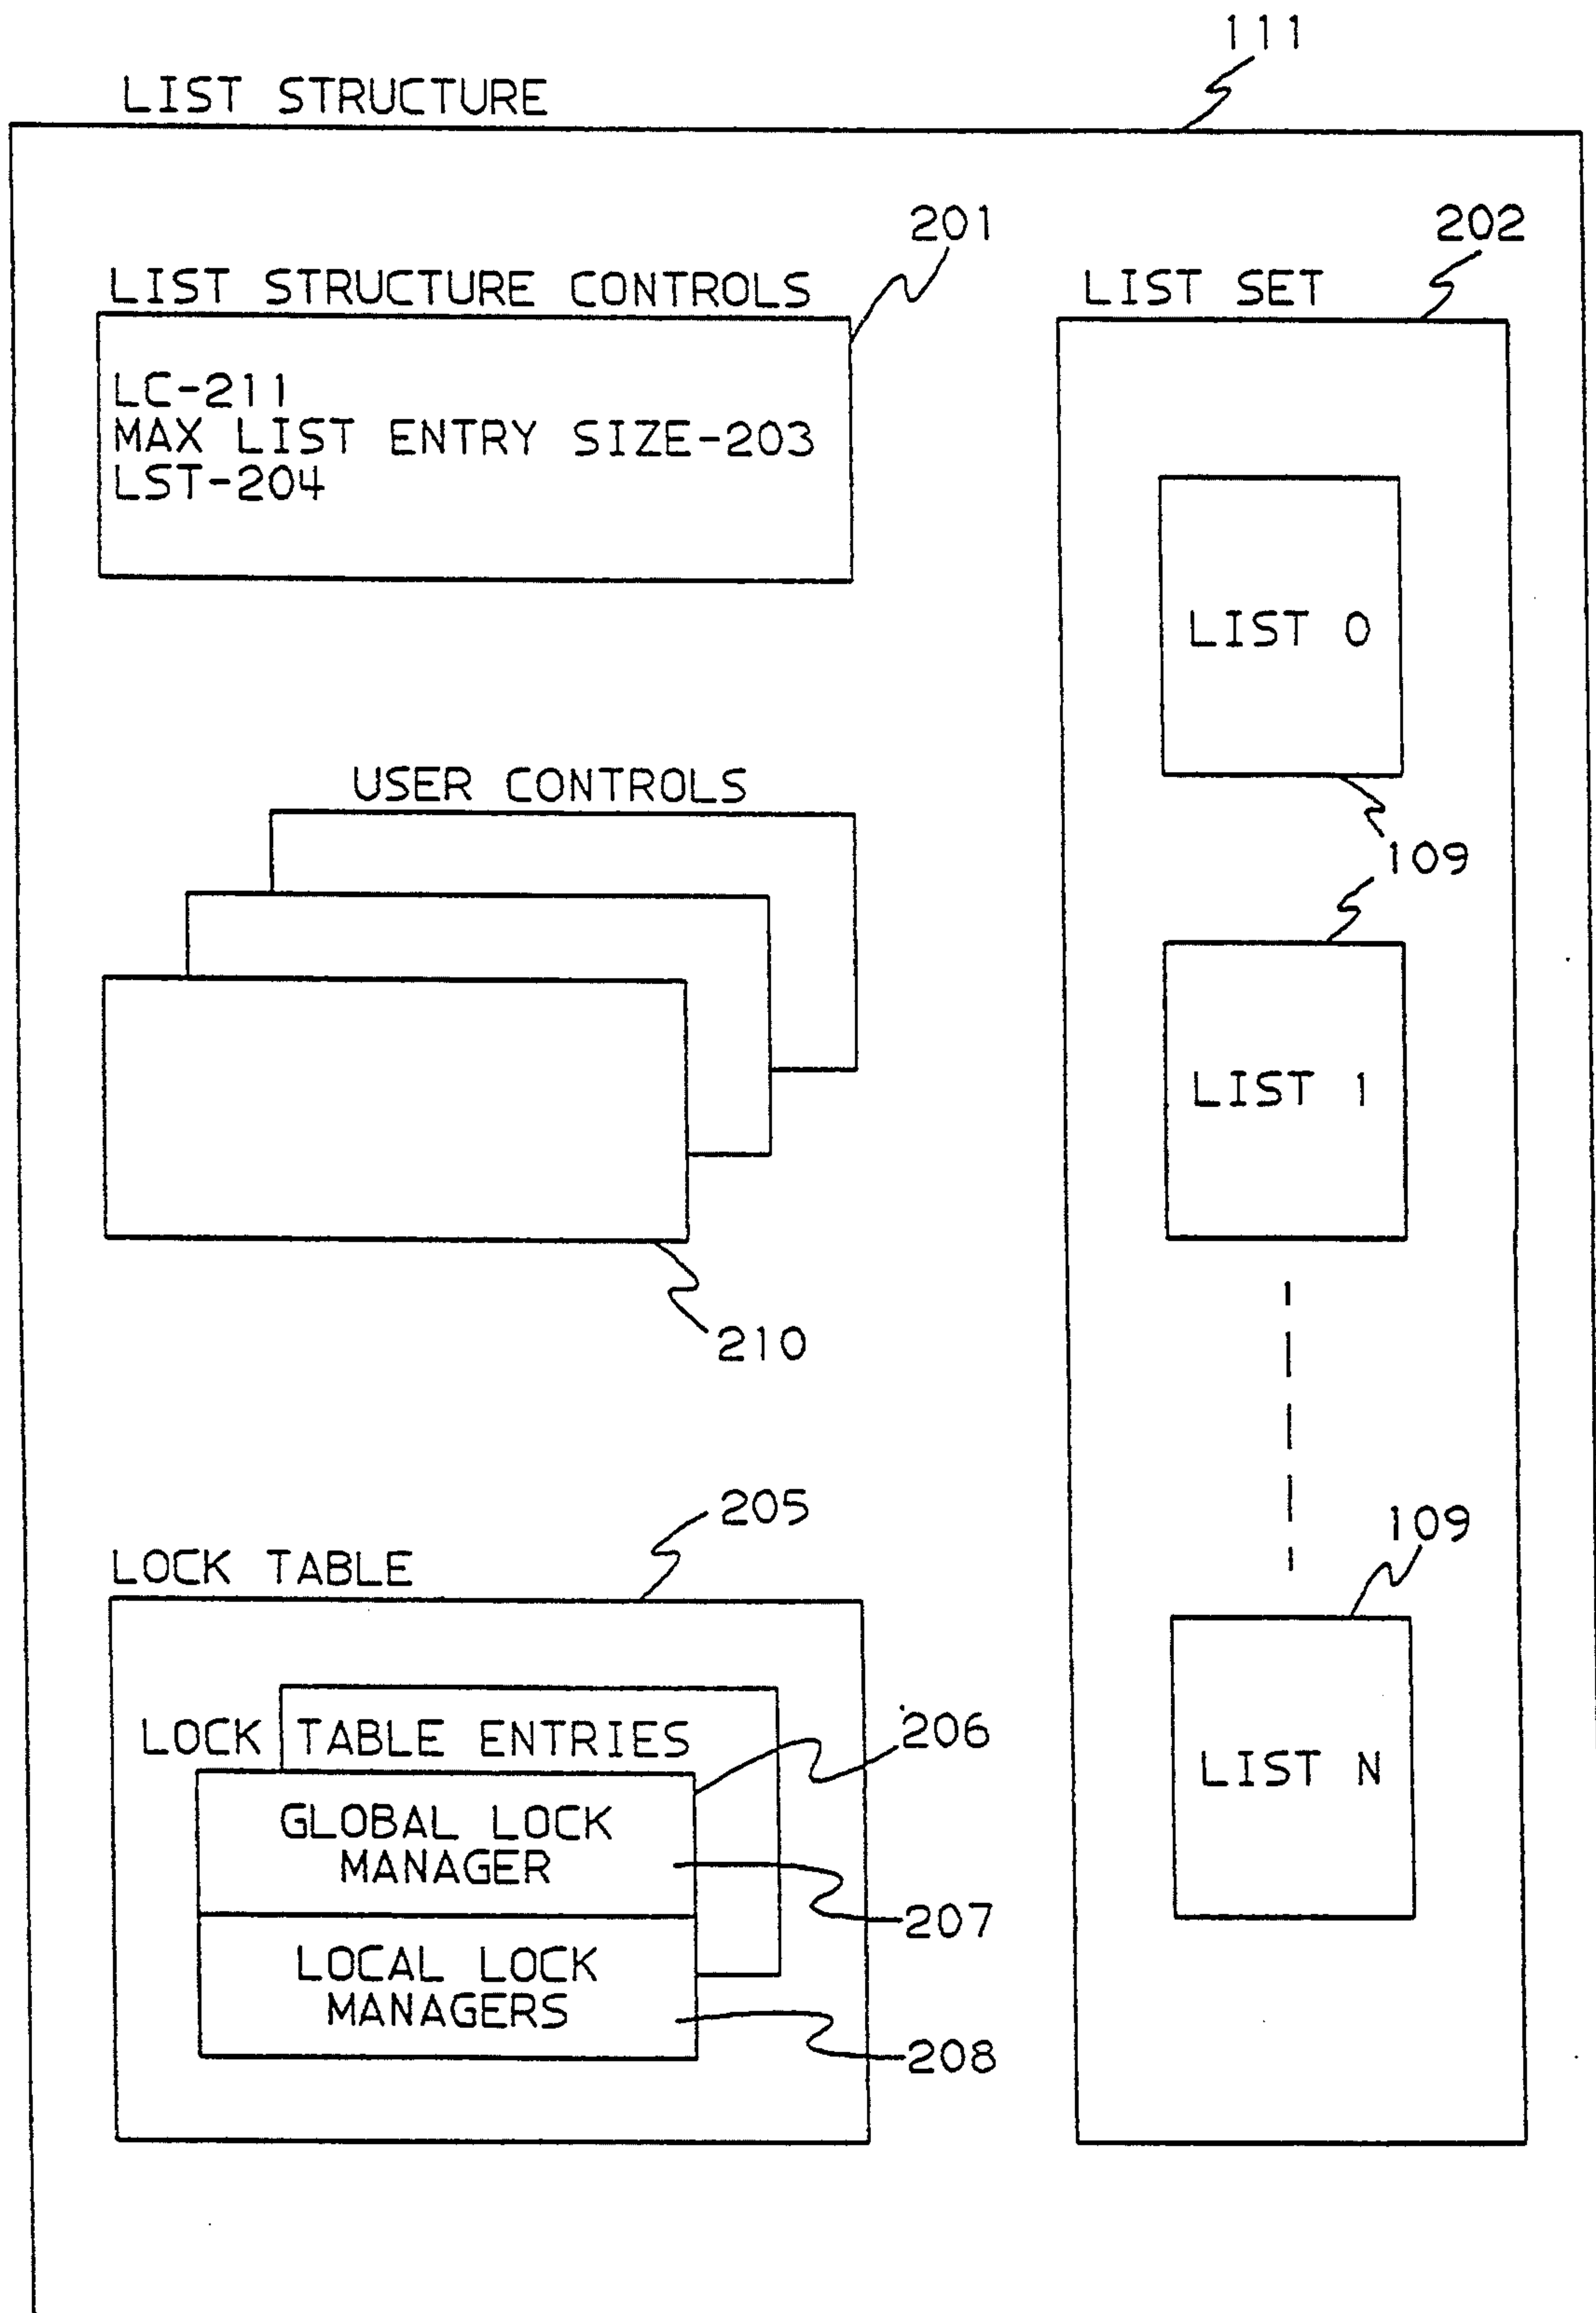 111
LIST STRUCTURE
201
LIST STRUCTURE CONTROLS
LC-211
MAX LIST ENTRY SIZE-203
LST-204
202
LIST SET
LIST 0
109
LIST 1
USER CONTROLS
210
205
LOCK TABLE
LOCK TABLE ENTRIES
206
GLOBAL LOCK
MANAGER
207
LOCAL LOCK
MANAGERS
208
109
LIST N